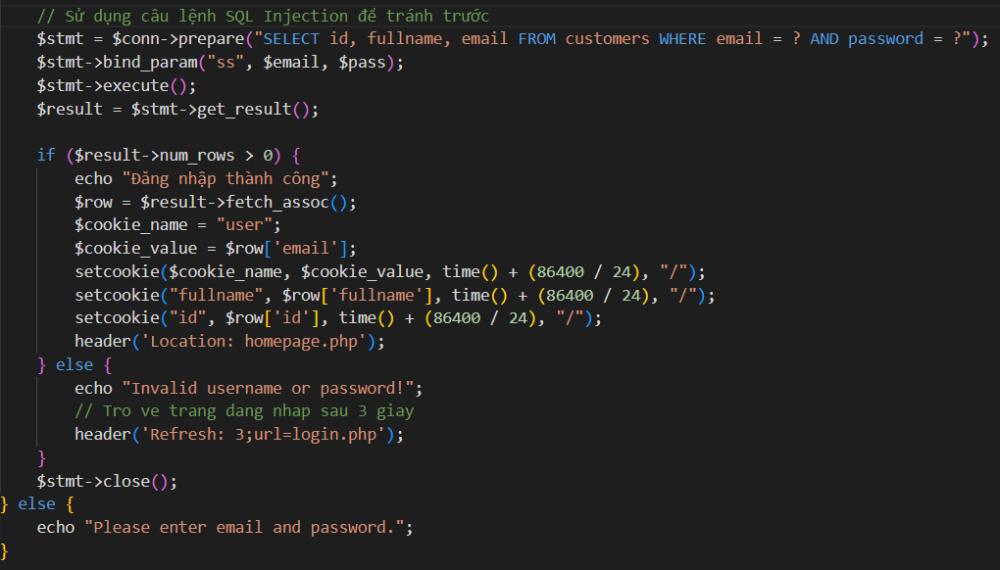 // Sử dụng câu lệnh SQL Injection để tránh trước
$stmt = $conn->prepare("SELECT id, fullname, email FROM customers WHERE email = ? AND password = ?");
$stmt->bind_param("ss", $email, $pass);
$stmt->execute();
$result = $stmt->get_result();
if ($result->num_rows > 0) {
echo "Đăng nhập thành công";
$row = $result->fetch_assoc();
$cookie_name = "user";
$cookie_value = $row['email'];
setcookie($cookie_name, $cookie_value, time() + (86400 / 24), "/");
setcookie("fullname", $row['fullname'], time() + (86400 / 24), "/");
setcookie("id", $row['id'], time() + (86400 / 24), "/");
header('Location: homepage.php');
} else {
echo "Invalid username or password!";
// Tro ve trang dang nhap sau 3 giay
header('Refresh: 3;url=login.php');
}
$stmt->close();
} else {
echo "Please enter email and password.";
}